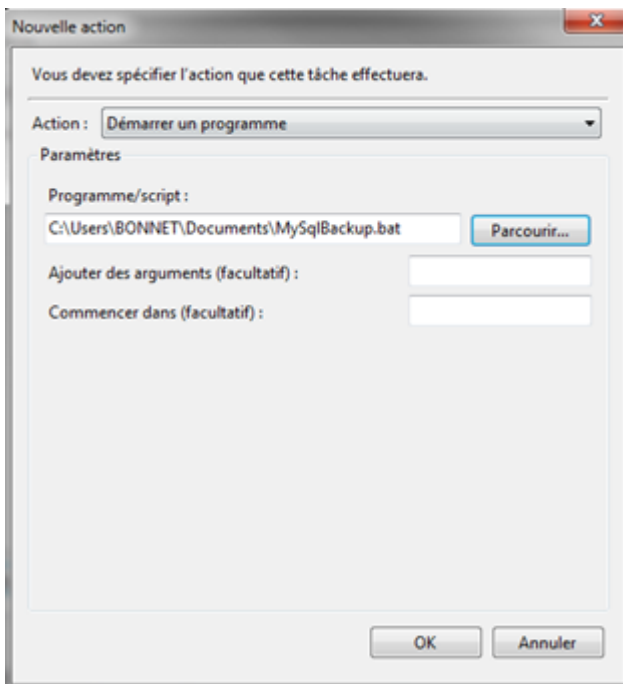 Nouvelle action
Vous devez spécifier l'action que cette tâche effectuera.
Action : Démarrer un programme
Paramètres
Programme/script :
C:\Users\BONNET\Documents\MySqlBackup.bat Parcourir...
Ajouter des arguments (facultatif) :
Commencer dans (facultatif) :
OK Annuler